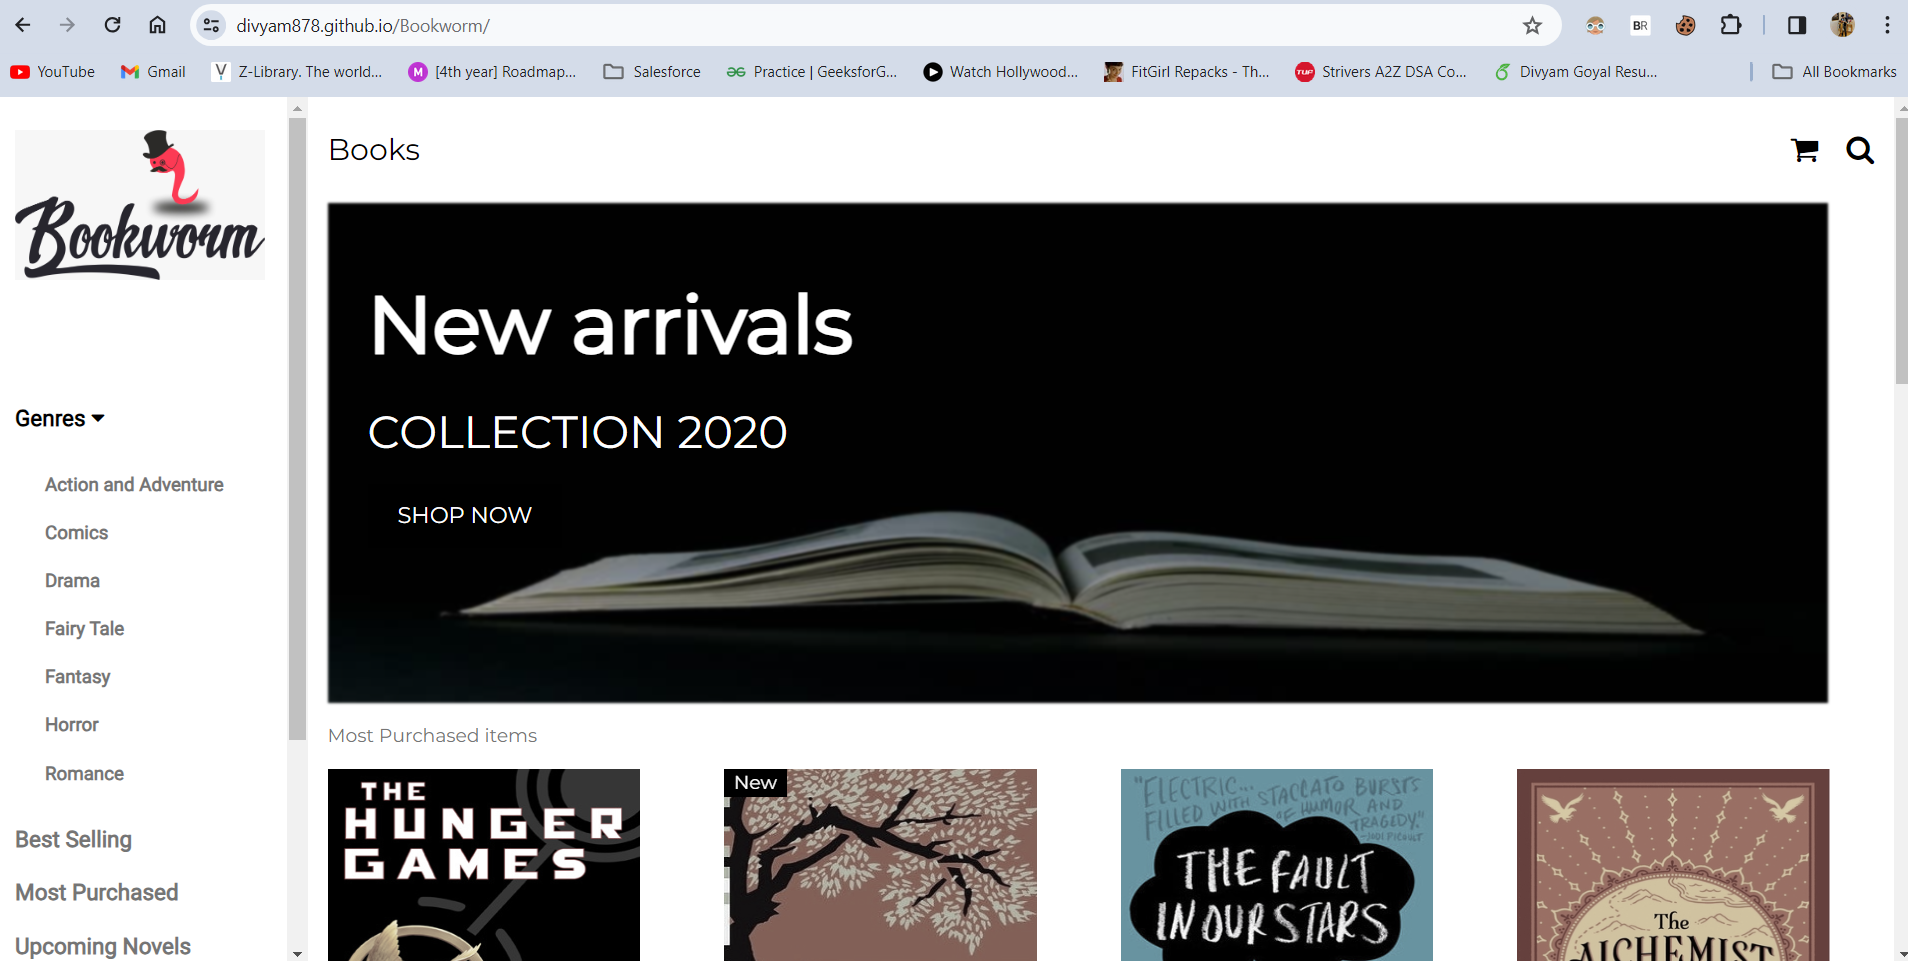 divyam878.github.io/Bookworm/
BR
YouTube
Gmail
Z-Library. The world...
M
[4th year] Roadmap...
Salesforce
Practice | GeeksforG...
Watch Hollywood...
FitGirl Repacks - Th...
TUF
Strivers A2Z DSA Co...
Divyam Goyal Resu...
All Bookmarks
Bookworm
Books
New arrivals
COLLECTION 2020
SHOP NOW
Genres
Action and Adventure
Comics
Drama
Fairy Tale
Fantasy
Horror
Romance
Best Selling
Most Purchased
Upcoming Novels
Most Purchased items
THE
HUNGER
GAMES
New
"ELECTRIC...
FILLED WITH STACCATO BURSTS
OF HUMOR AND
TRAGEDY."
—JODI PICOULT
THE FAULT
IN OUR STARS
The
ALCHEMIST